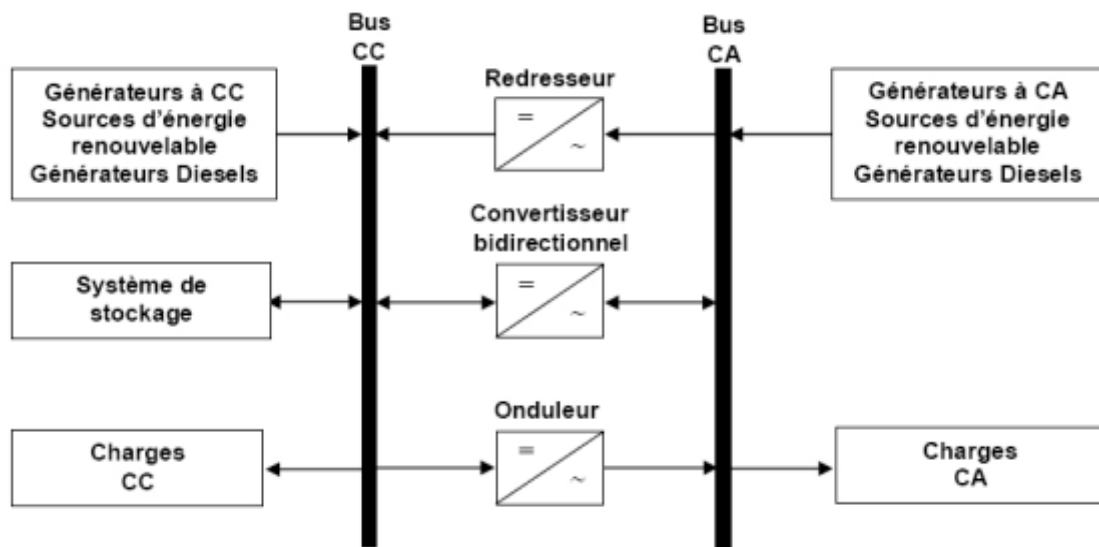 Bus
CC
Bus
CA
Générateurs à CC
Sources d'énergie
renouvelable
Générateurs Diesels
Redresseur
=
~
Générateurs à CA
Sources d'énergie
renouvelable
Générateurs Diesels
Convertisseur
bidirectionnel
Système de
stockage
=
~
Onduleur
Charges
CC
=
~
Charges
CA